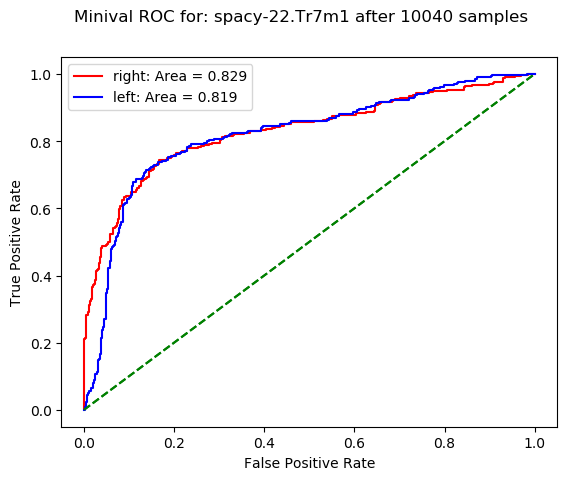 Minival ROC for: spacy-22.Tr7m1 after 10040 samples
right: Area = 0.829
left: Area = 0.819
True Positive Rate
1.0
0.8
0.6
0.4
0.2
0.0
0.0 0.2 0.4 0.6 0.8 1.0
False Positive Rate